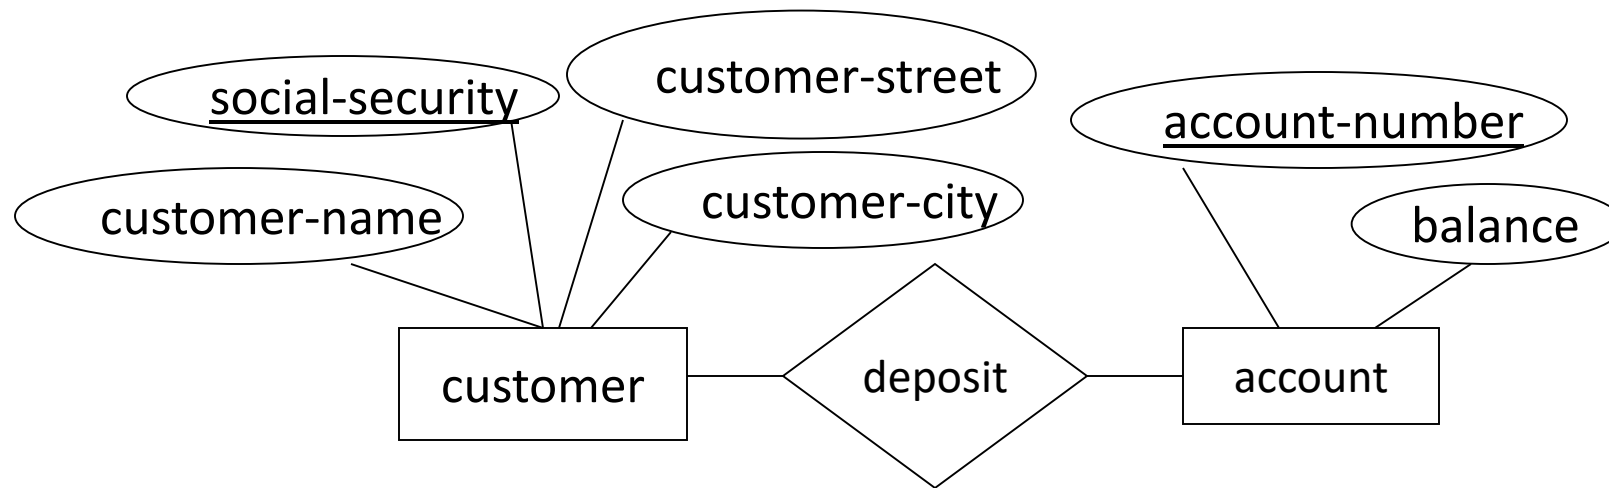 customer-street
social-security
account-number
customer-city
customer-name
balance
customer
deposit
account